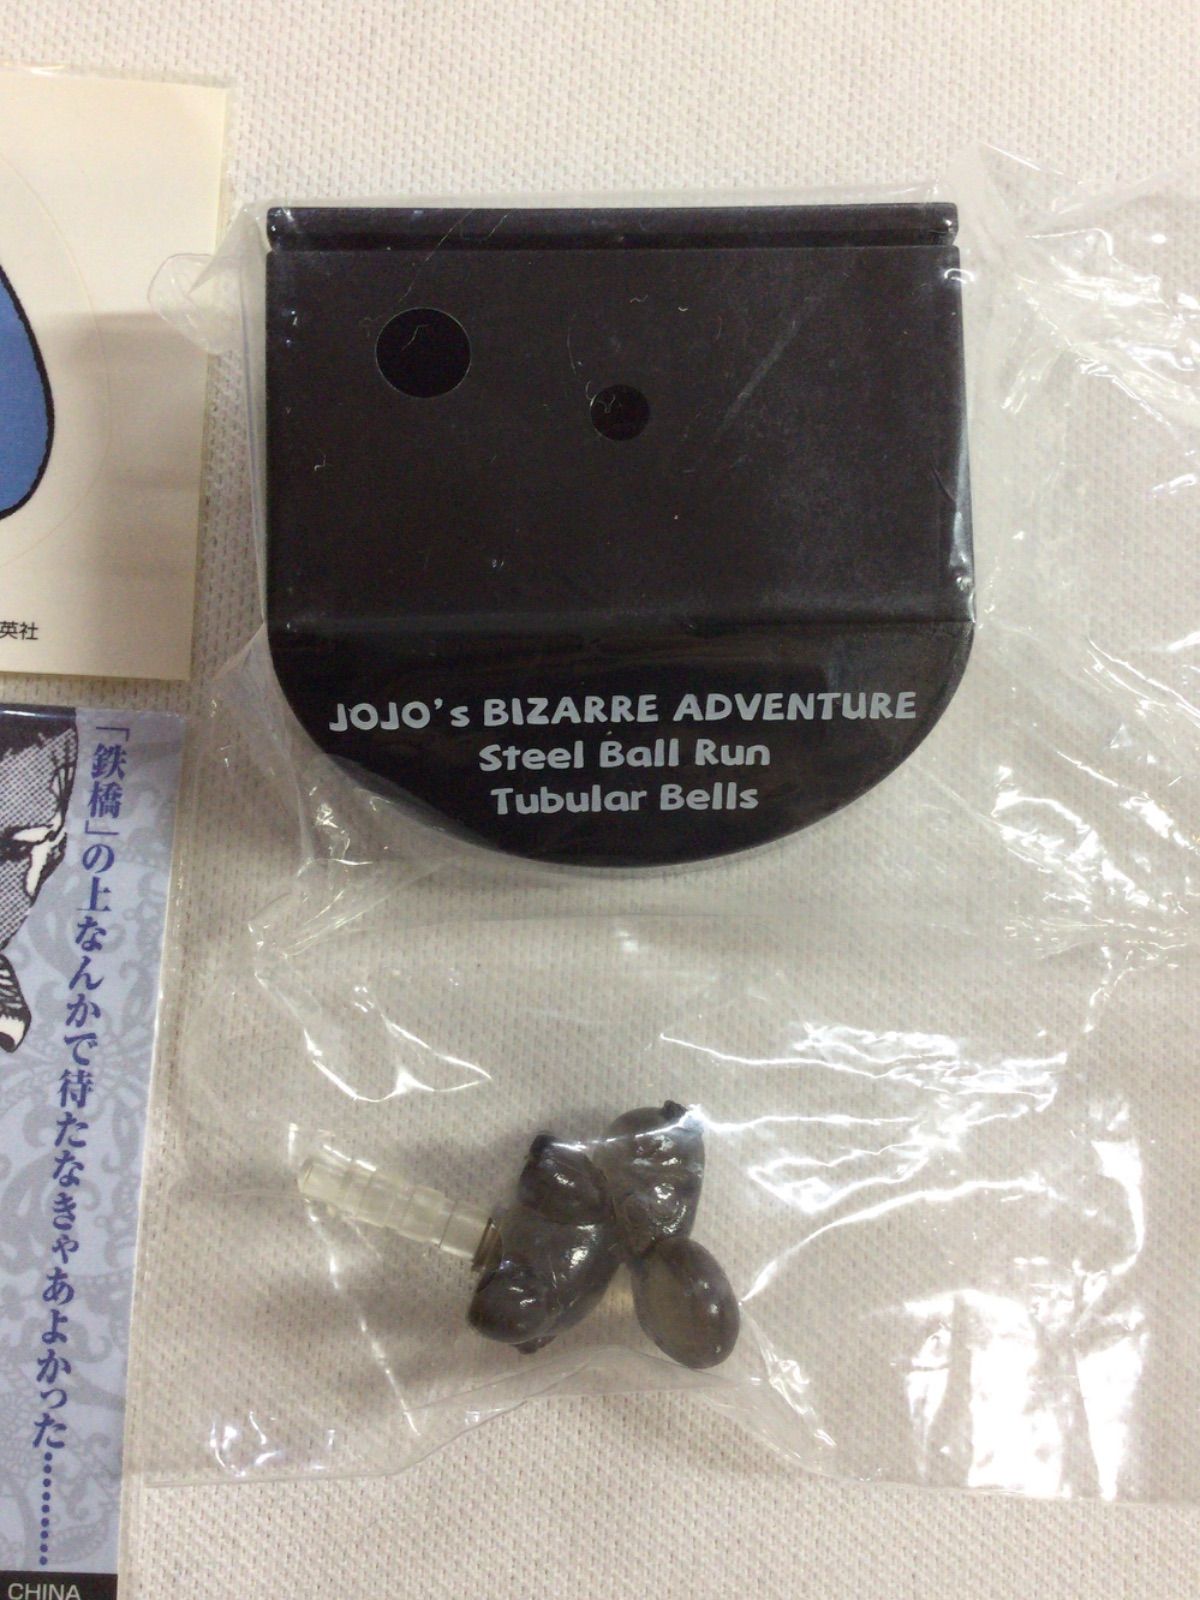 英社
JOJO's BIZARRE ADVENTURE
Steel Ball Run
Tubular Bells
「鉄橋」の上なんかで待たなきゃあよかった…………
CHINA